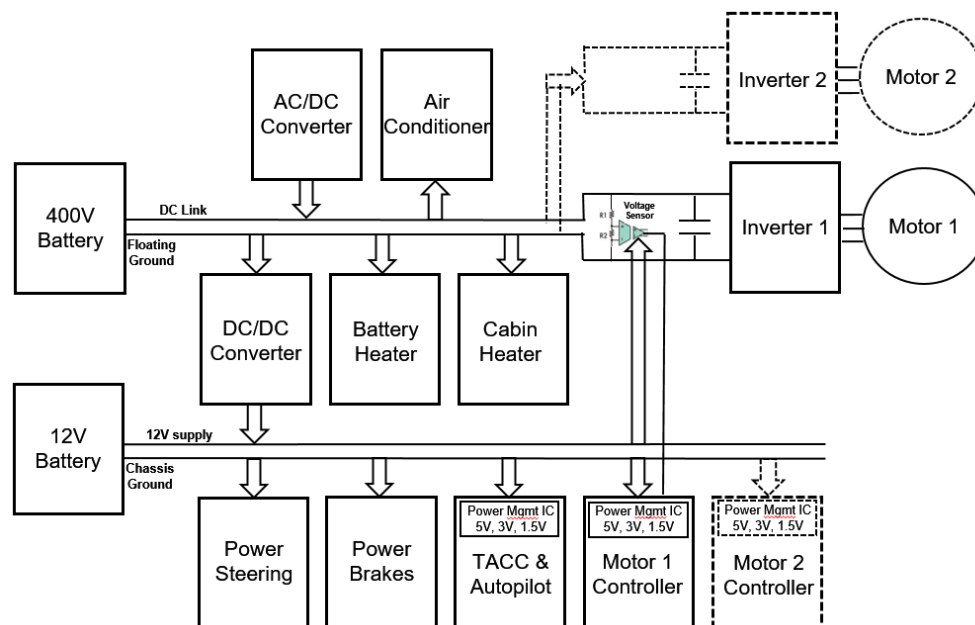 AC/DC
Converter
Air
Conditioner
Inverter 2
Motor 2
400V
Battery
DC Link
Floating
Ground
Voltage
Sensor
R1
R2
Inverter 1
Motor 1
DC/DC
Converter
Battery
Heater
Cabin
Heater
12V
Battery
12V supply
Chassis
Ground
Power
Steering
Power
Brakes
Power Mgmt IC
5V, 3V, 1.5V
TACC &
Autopilot
Power Mgmt IC
5V, 3V, 1.5V
Motor 1
Controller
Power Mgmt IC
5V, 3V, 1.5V
Motor 2
Controller